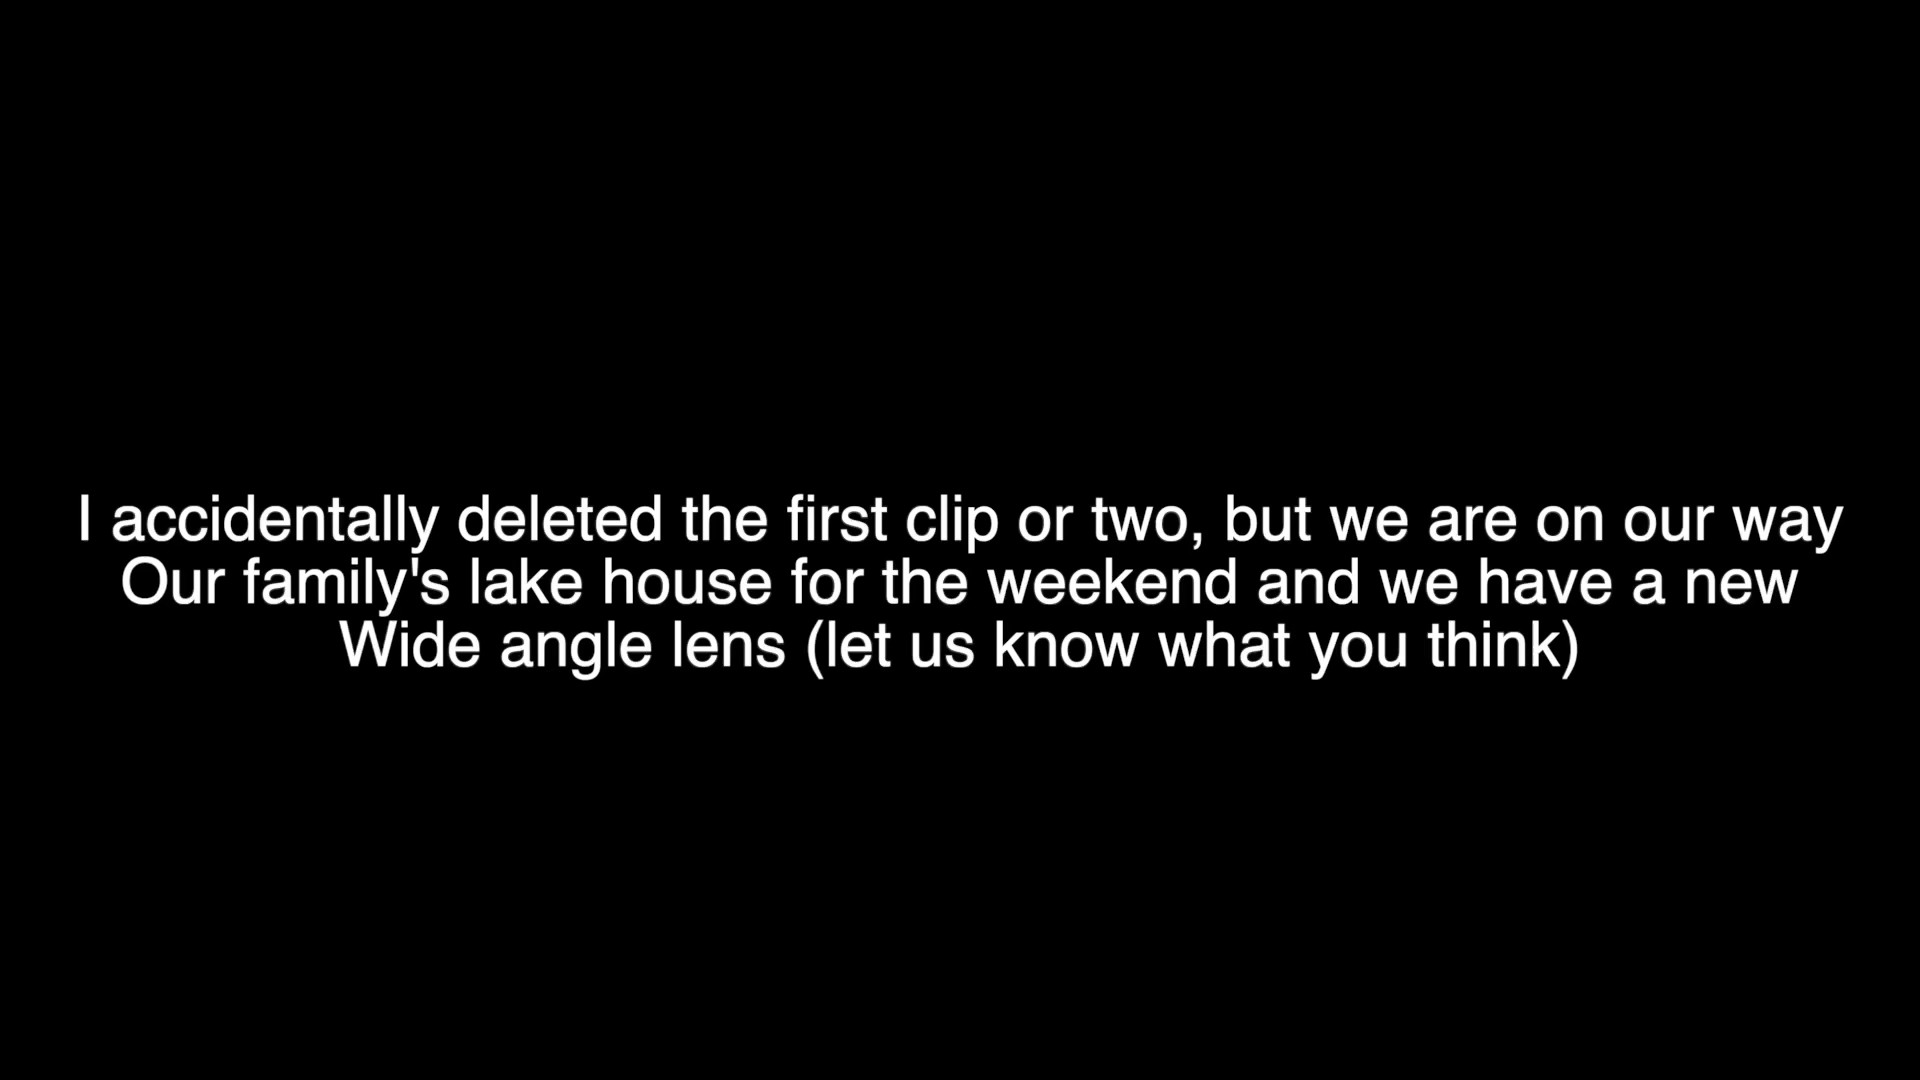 I accidentally deleted the first clip or two, but we are on our way
Our family's lake house for the weekend and we have a new
Wide angle lens (let us know what you think)